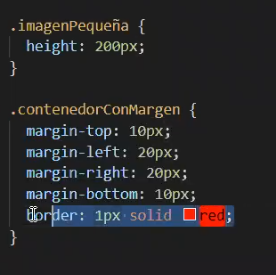 .imagenPequeña {
height: 200px;
}
.contenedorConMargen {
margin-top: 10px;
margin-left: 20px;
margin-right: 20px;
margin-bottom: 10px;
border: 1px solid red;
}